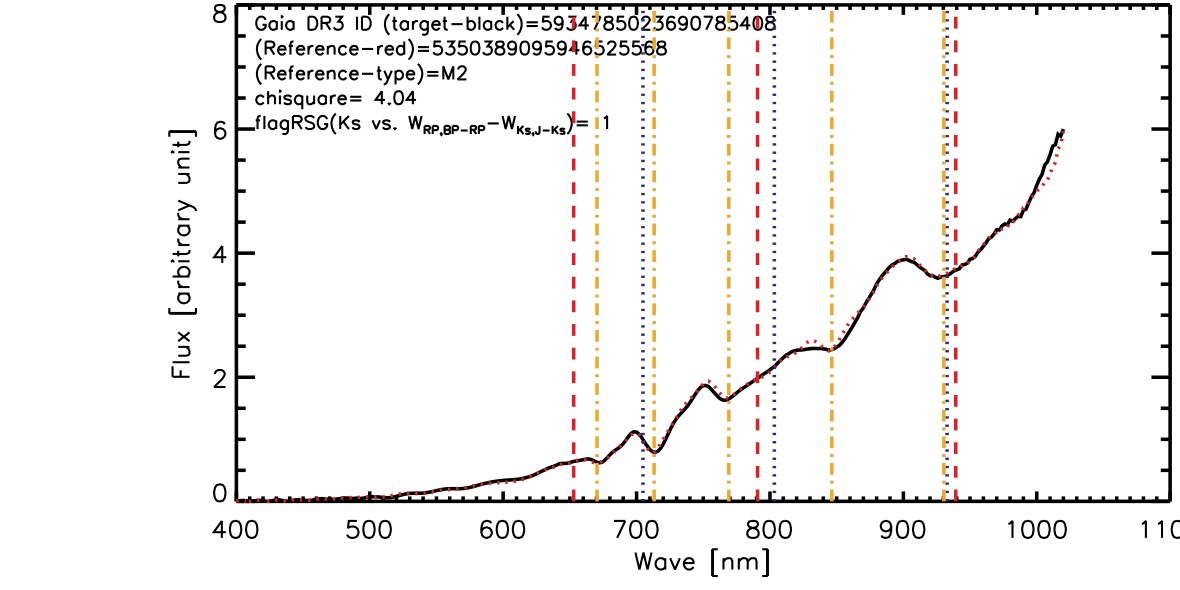 Gaia DR3 ID (target-black)=5934785023690785408
(Reference-red)=5350389095946525568
(Reference-type)=M2
chisquare= 4.04
flagRSG(Ks vs. W_RP,BP-RP-W_Ks,J-Ks)= 1
8
6
4
2
0
Flux [arbitrary unit]
400 500 600 700 800 900 1000 110
Wave [nm]